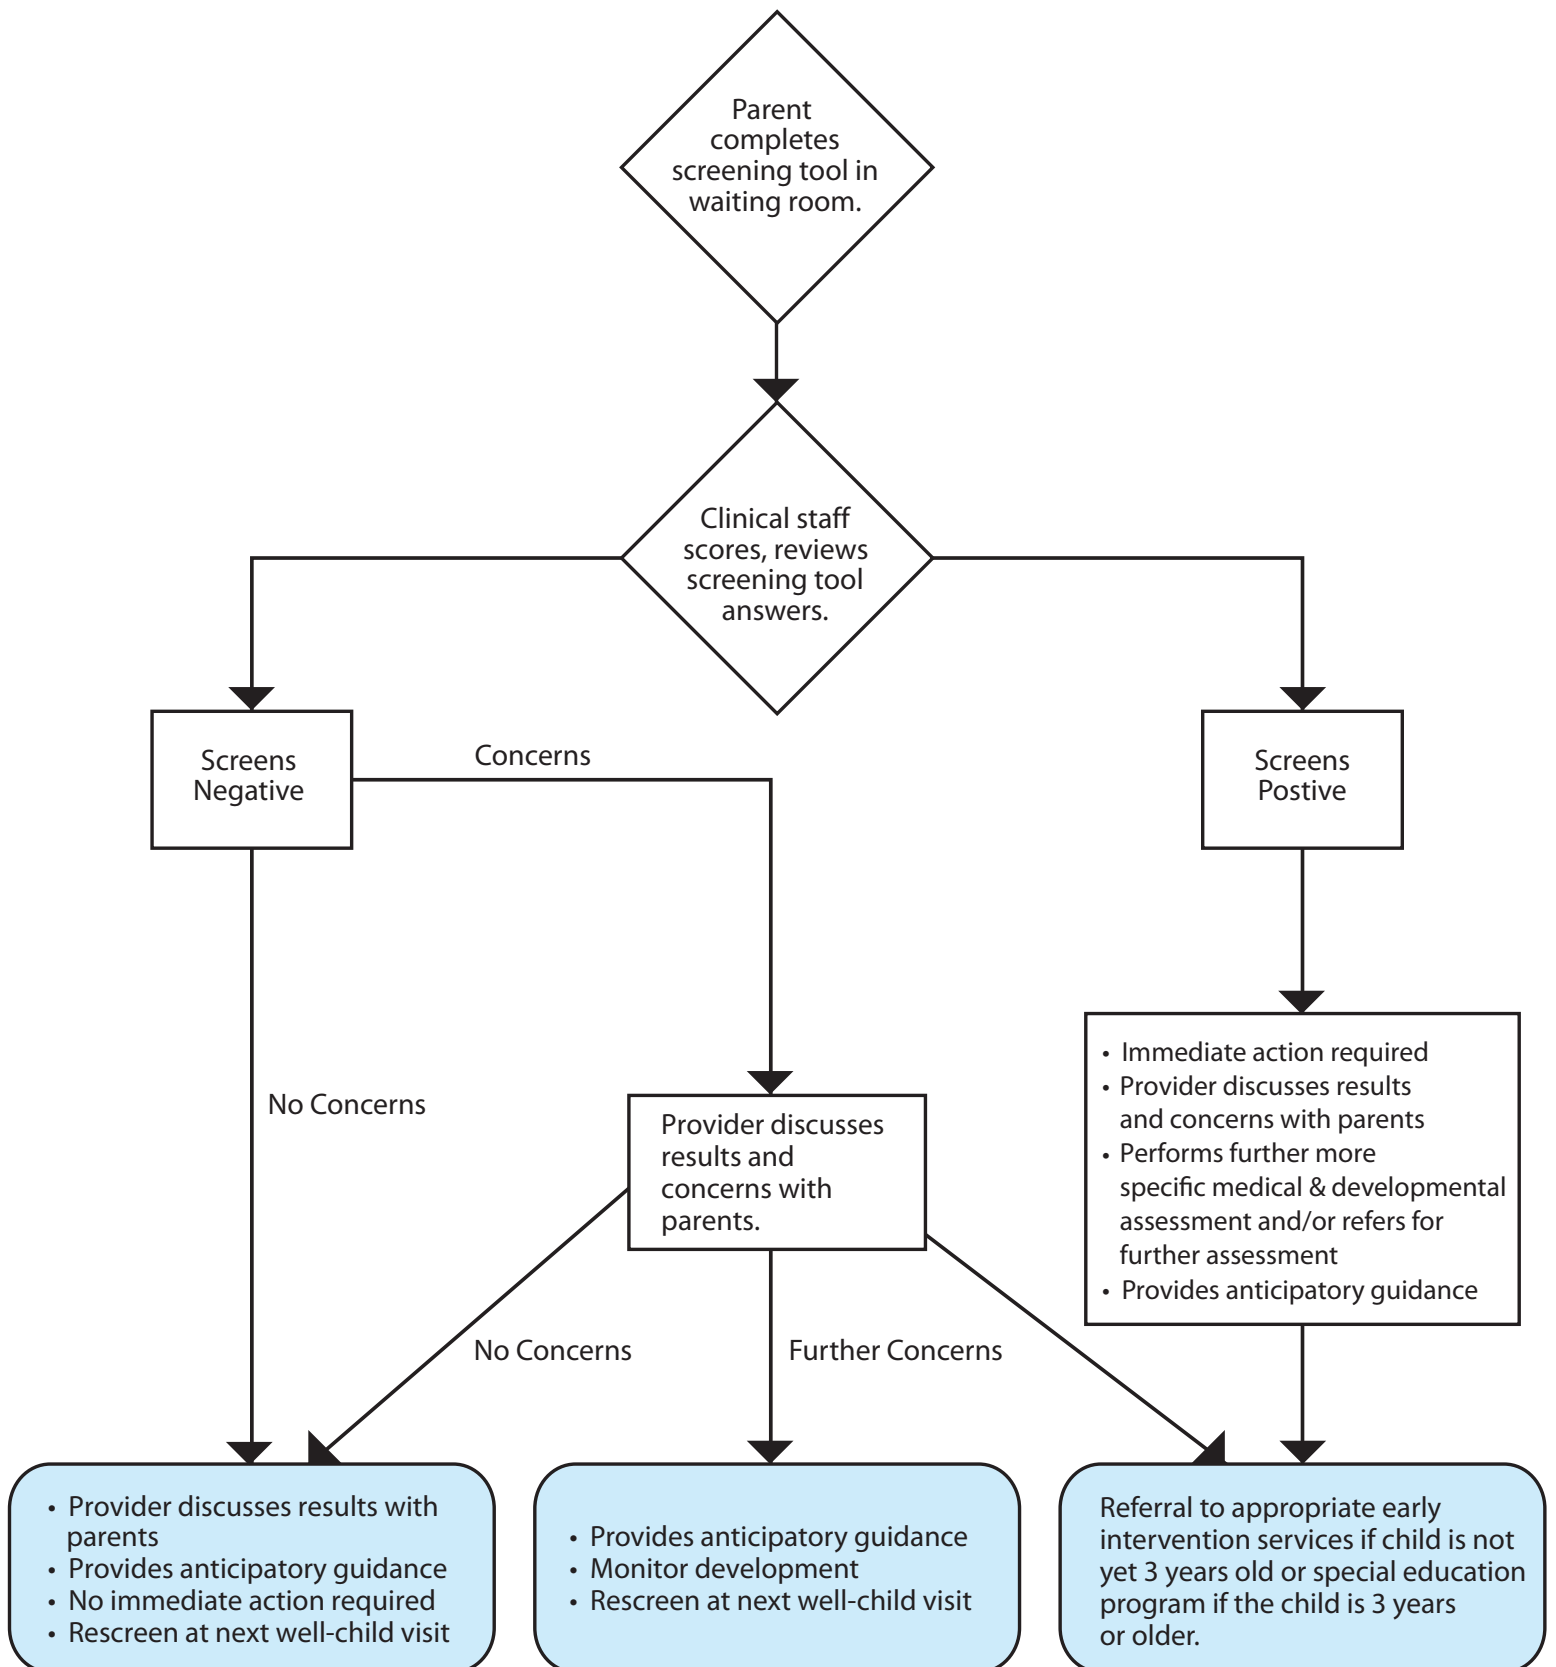 Parent
completes
screening tool in
waiting room.
Clinical staff
scores, reviews
screening tool
answers.
Screens
Negative
Concerns
Screens
Postive
No Concerns
Provider discusses
results and
concerns with
parents.
• Immediate action required
• Provider discusses results
and concerns with parents
• Performs further more
specific medical & developmental
assessment and/or refers for
further assessment
• Provides anticipatory guidance
No Concerns
Further Concerns
• Provider discusses results with
parents
• Provides anticipatory guidance
• No immediate action required
• Rescreen at next well-child visit
• Provides anticipatory guidance
• Monitor development
• Rescreen at next well-child visit
Referral to appropriate early
intervention services if child is not
yet 3 years old or special education
program if the child is 3 years
or older.